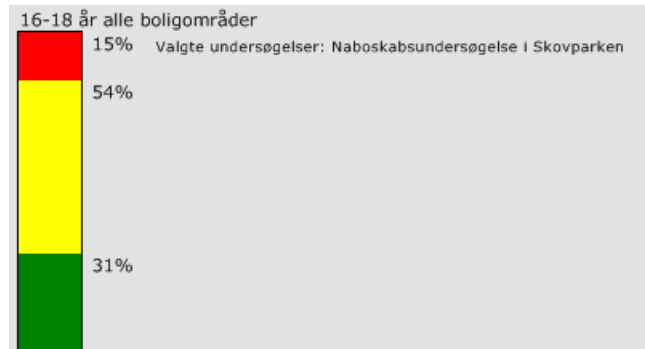 16-18 år alle boligområder
15% Valgte undersøgelser: Naboskabsundersøgelse i Skovparken
54%
31%